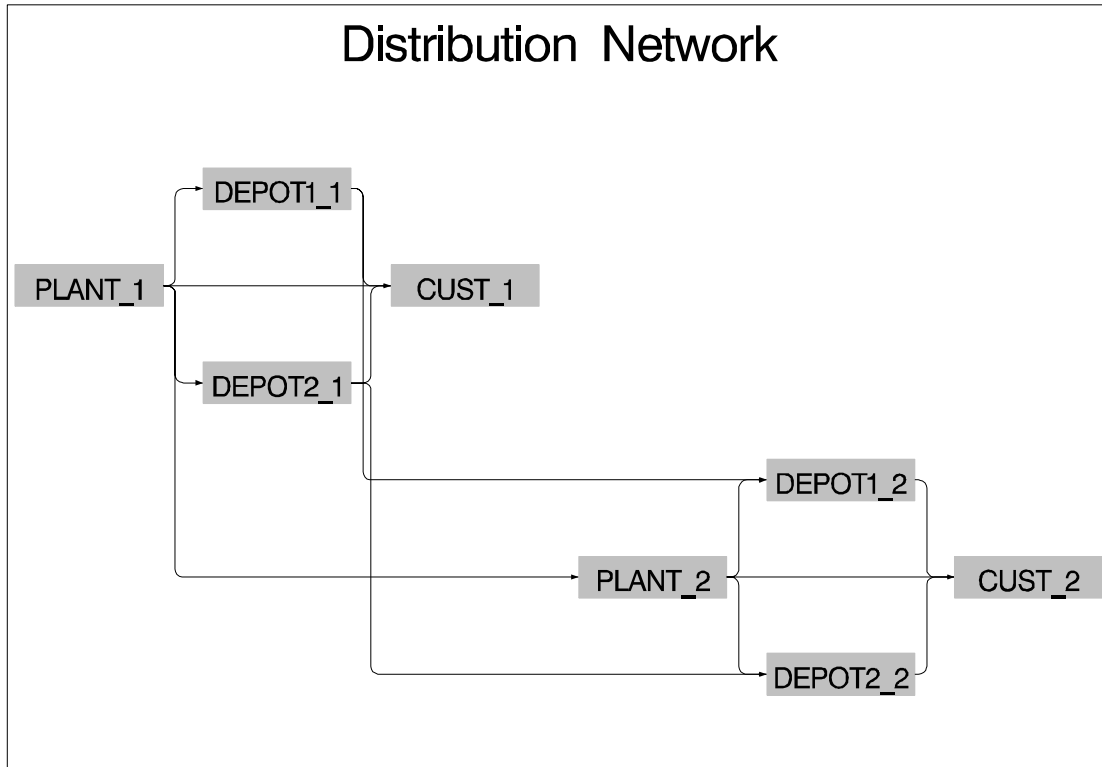 Distribution Network
DEPOT1_1
PLANT_1
CUST_1
DEPOT2_1
DEPOT1_2
PLANT_2
CUST_2
DEPOT2_2